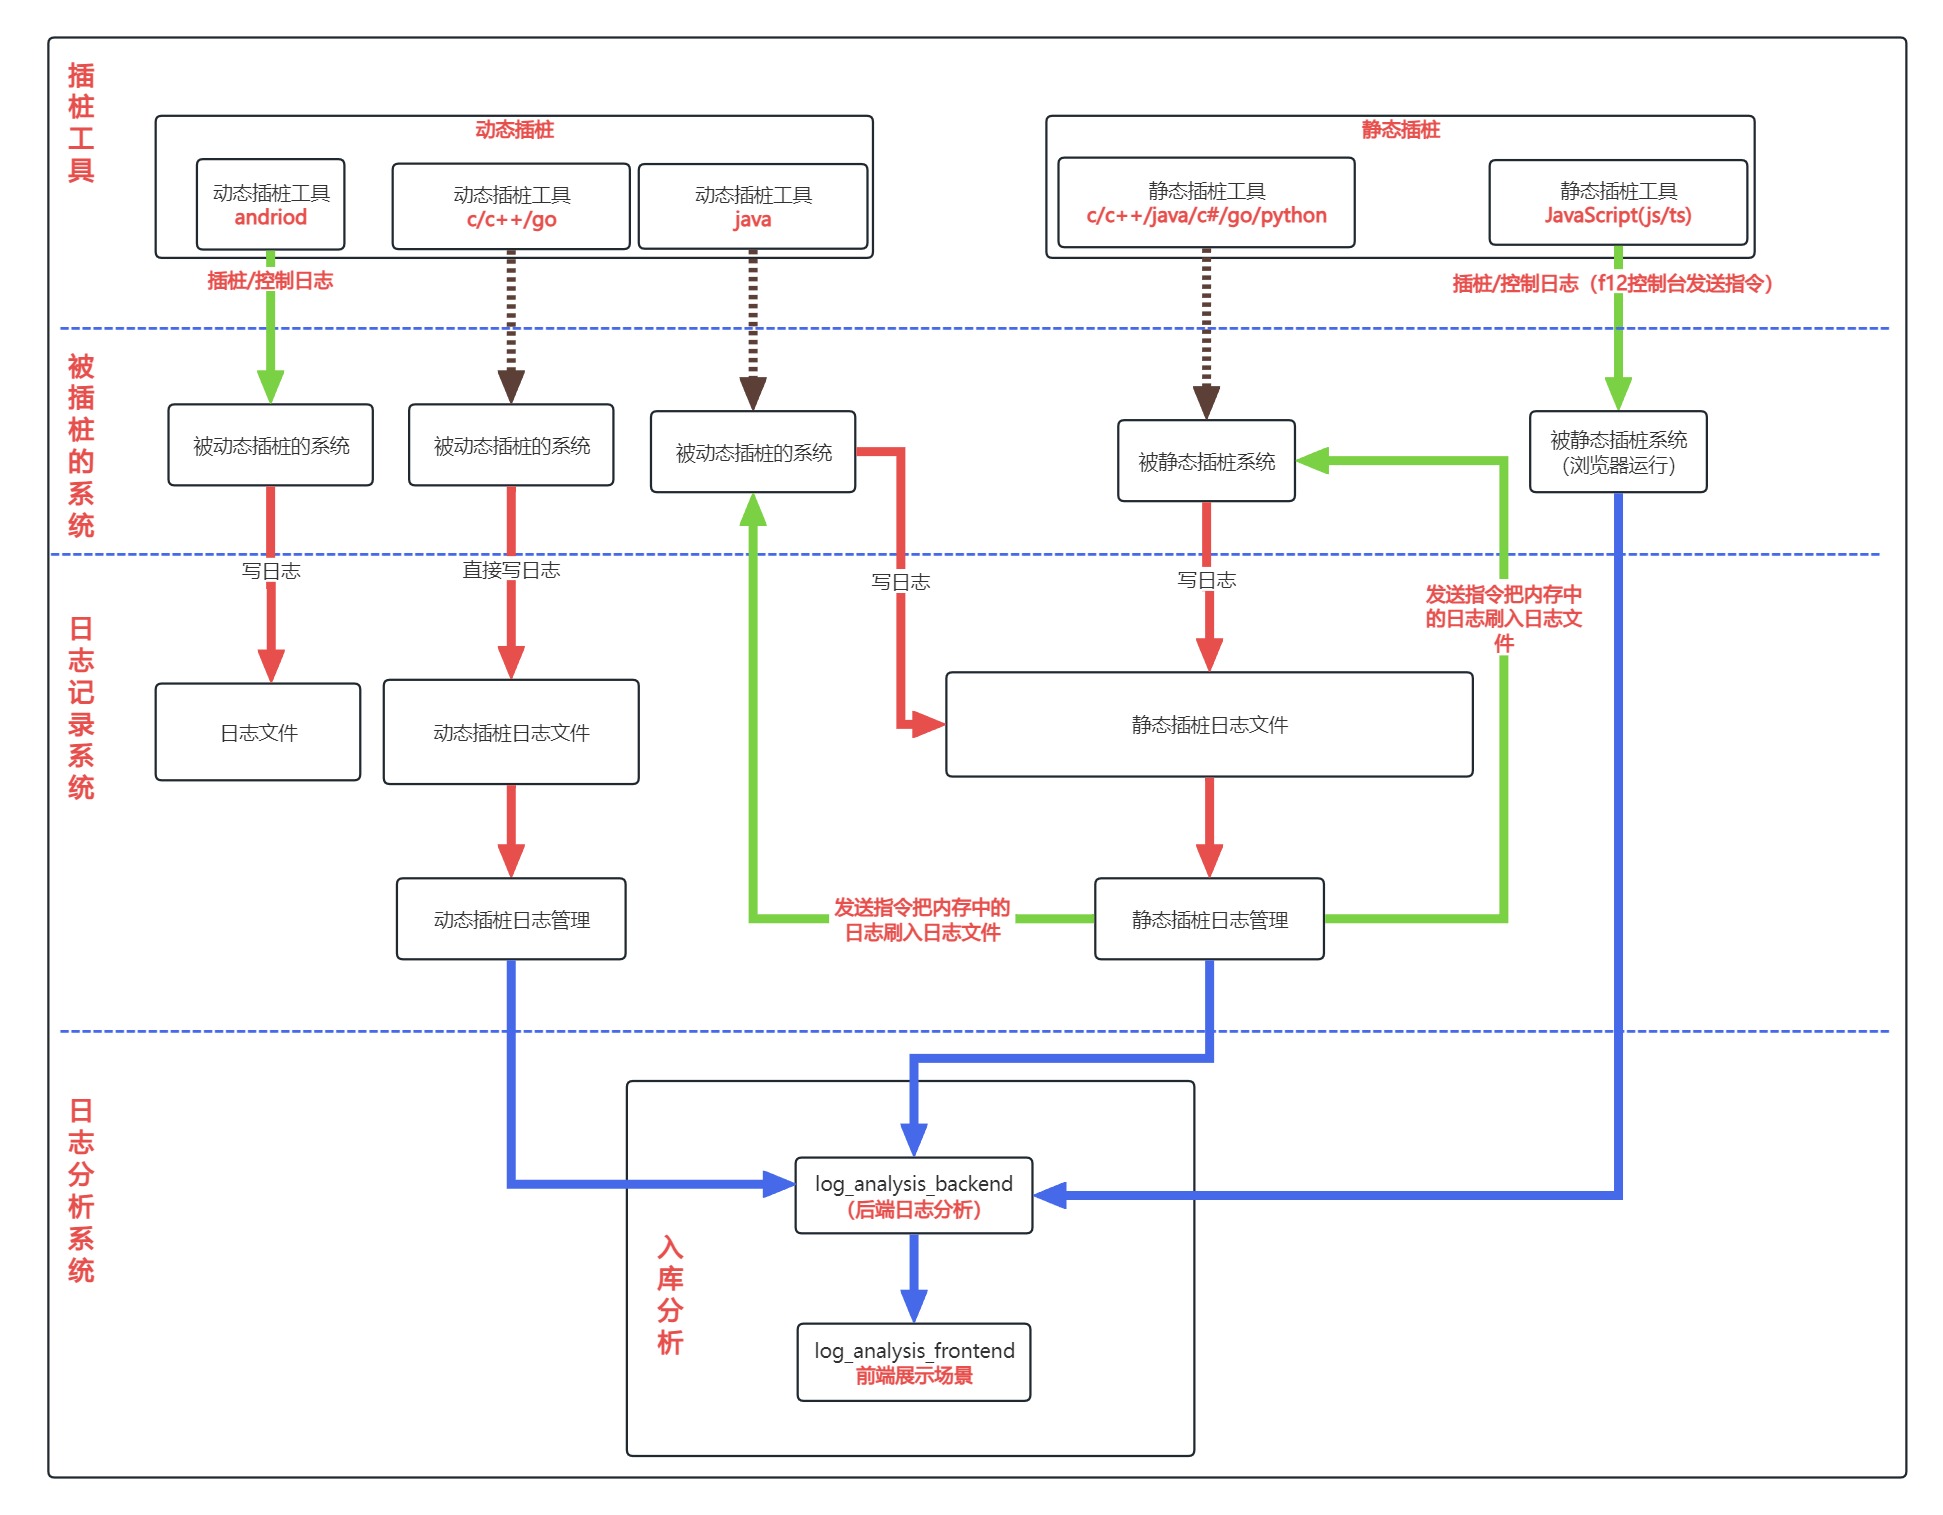 插桩工具
动态插桩
静态插桩
动态插桩工具
andriod
动态插桩工具
c/c++/go
动态插桩工具
java
静态插桩工具
c/c++/java/c#/go/python
静态插桩工具
JavaScript(js/ts)
插桩/控制日志
插桩/控制日志（f12控制台发送指令）
被插桩的系统
被动态插桩的系统
被动态插桩的系统
被动态插桩的系统
被静态插桩系统
被静态插桩系统
（浏览器运行）
写日志
直接写日志
写日志
写日志
发送指令把内存中
的日志刷入日志文
件
日志记录系统
日志文件
动态插桩日志文件
静态插桩日志文件
动态插桩日志管理
发送指令把内存中的
日志刷入日志文件
静态插桩日志管理
日志分析系统
入库分析
log_analysis_backend
（后端日志分析）
log_analysis_frontend
前端展示场景